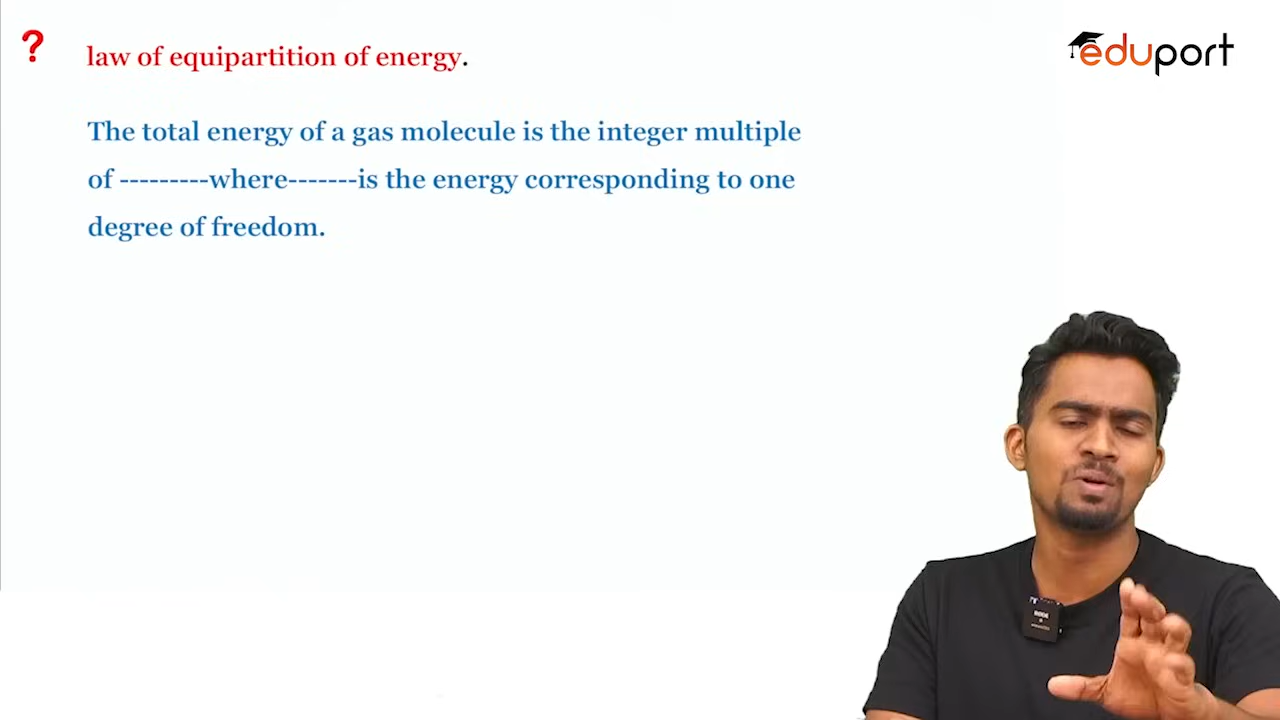 ?
law of equipartition of energy.
eduport
The total energy of a gas molecule is the integer multiple
of ---------where-------is the energy corresponding to one
degree of freedom.